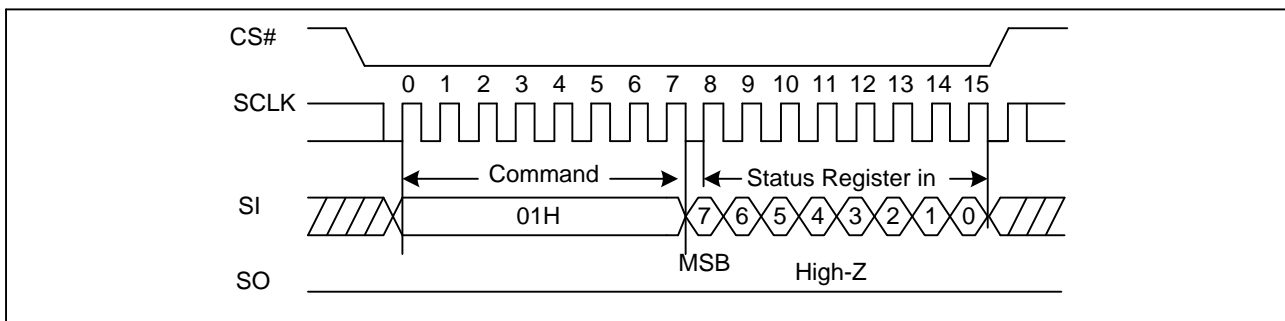 CS#
0 1 2 3 4 5 6 7 8 9 10 11 12 13 14 15
SCLK
Command Status Register in
SI 01H 7 6 5 4 3 2 1 0
MSB High-Z
SO